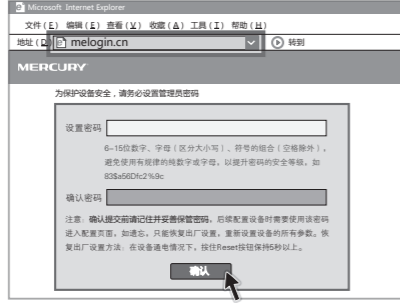 Microsoft Internet Explorer
文件(F) 编辑(E) 查看(V) 收藏(A) 工具(T) 帮助(H)
地址(D) melogin.cn 转到
MERCURY
为保护设备安全，请务必设置管理员密码
设置密码
6-15位数字、字母（区分大小写）、符号的组合（空格除外），
避免使用有规律的纯数字或字母，以提升密码的安全等级，如
83$a56Dfc2%9c
确认密码
注意：确认提交前请记住并妥善保管密码。后续配置设备时需要使用该密码
进入配置页面，如遗忘，只能恢复出厂设置，重新设置设备的所有参数。恢
复出厂设置方法：在设备通电情况下，按住Reset按钮保持5秒以上。
确认